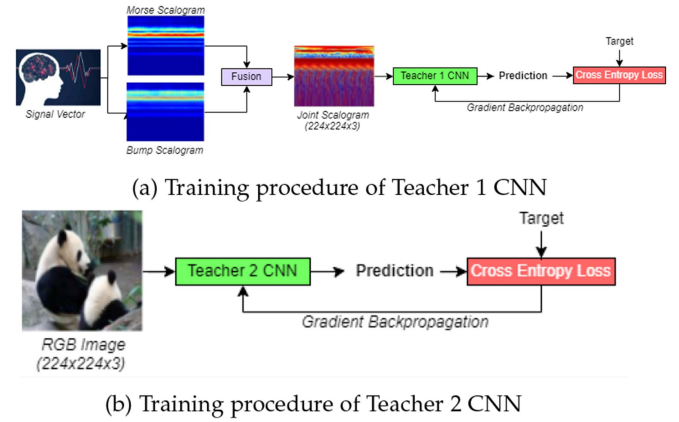 Morse Scalogram
Target
Fusion
Teacher 1 CNN
Prediction
Cross Entropy Loss
Gradient Backpropagation
Signal Vector
Joint Scalogram
(224x224x3)
Bump Scalogram
(a) Training procedure of Teacher 1 CNN
Target
Teacher 2 CNN
Prediction
Cross Entropy Loss
Gradient Backpropagation
RGB Image
(224x224x3)
(b) Training procedure of Teacher 2 CNN